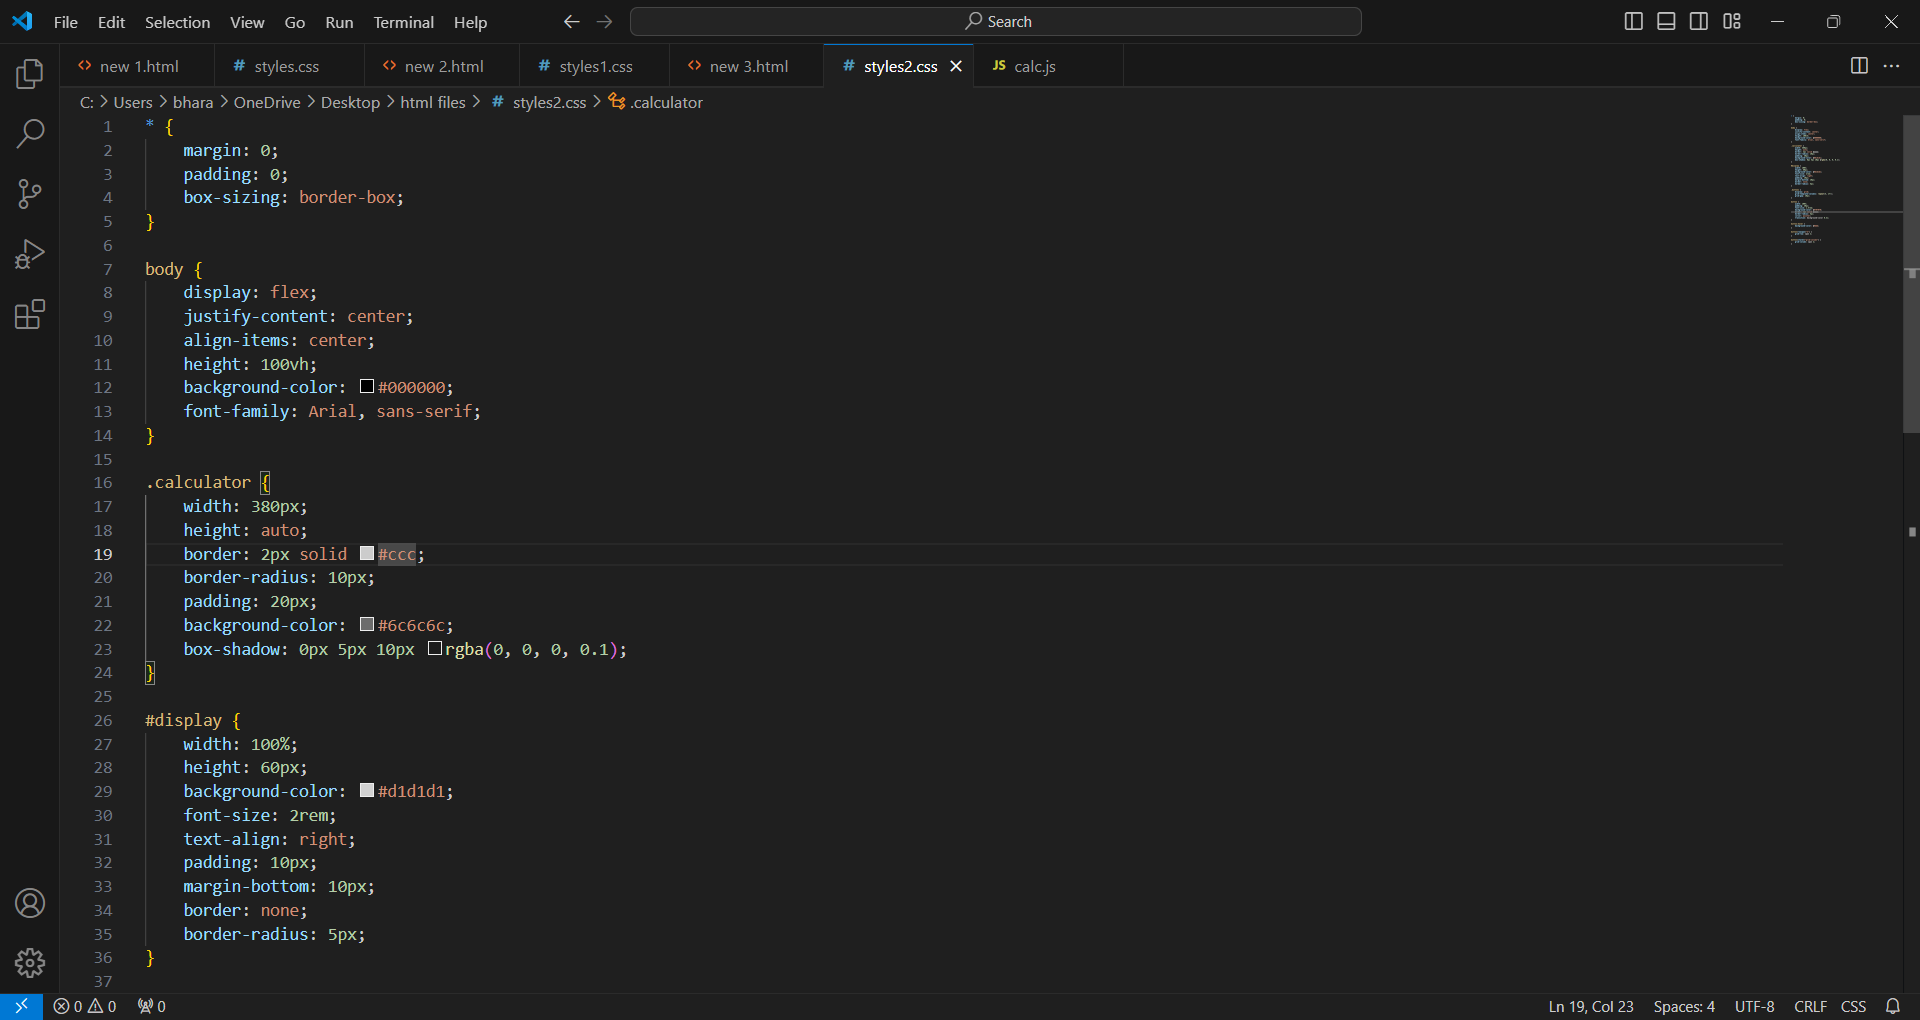 File Edit Selection View Go Run Terminal Help Search
new 1.html # styles.css new 2.html # styles1.css new 3.html # styles2.css JS calc.js
C: > Users > bhara > OneDrive > Desktop > html files > # styles2.css > .calculator
1 * {
2 margin: 0;
3 padding: 0;
4 box-sizing: border-box;
5 }
6
7 body {
8 display: flex;
9 justify-content: center;
10 align-items: center;
11 height: 100vh;
12 background-color: #000000;
13 font-family: Arial, sans-serif;
14 }
15
16 .calculator {
17 width: 380px;
18 height: auto;
19 border: 2px solid #ccc;
20 border-radius: 10px;
21 padding: 20px;
22 background-color: #6c6c6c;
23 box-shadow: 0px 5px 10px rgba(0, 0, 0, 0.1);
24 }
25
26 #display {
27 width: 100%;
28 height: 60px;
29 background-color: #d1d1d1;
30 font-size: 2rem;
31 text-align: right;
32 padding: 10px;
33 margin-bottom: 10px;
34 border: none;
35 border-radius: 5px;
36 }
37
0 0 0 Ln 19, Col 23 Spaces: 4 UTF-8 CRLF CSS